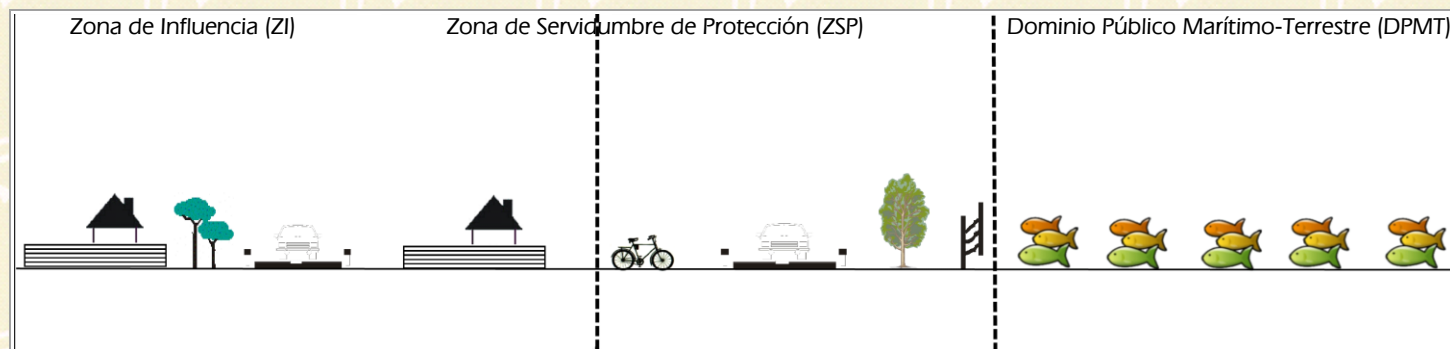 Zona de Influencia (ZI)
Zona de Servidumbre de Protección (ZSP)
Dominio Público Marítimo-Terrestre (DPMT)